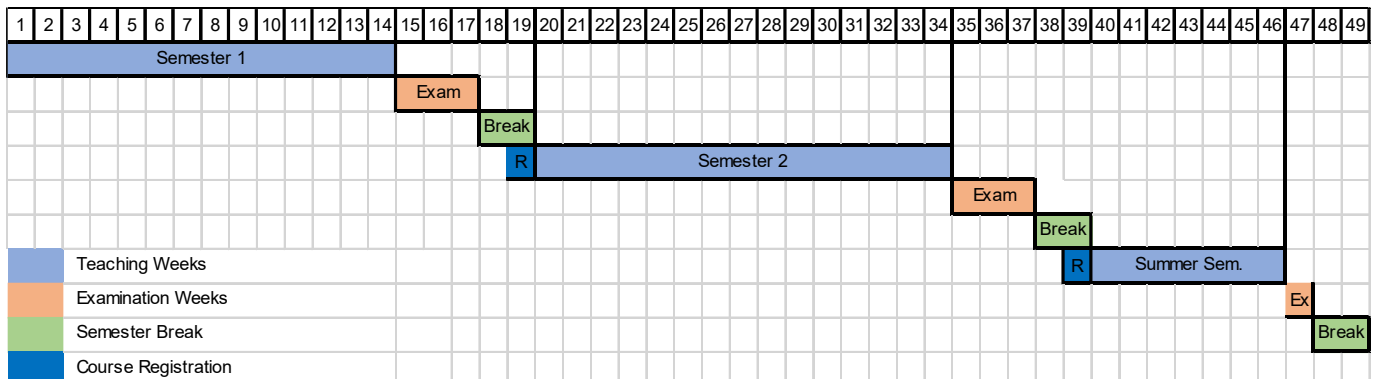 1 2 3 4 5 6 7 8 9 10 11 12 13 14 15 16 17 18 19 20 21 22 23 24 25 26 27 28 29 30 31 32 33 34 35 36 37 38 39 40 41 42 43 44 45 46 47 48 49
Semester 1
Exam
Break
R Semester 2
Exam
Break
Teaching Weeks R Summer Sem.
Examination Weeks Ex
Semester Break Break
Course Registration